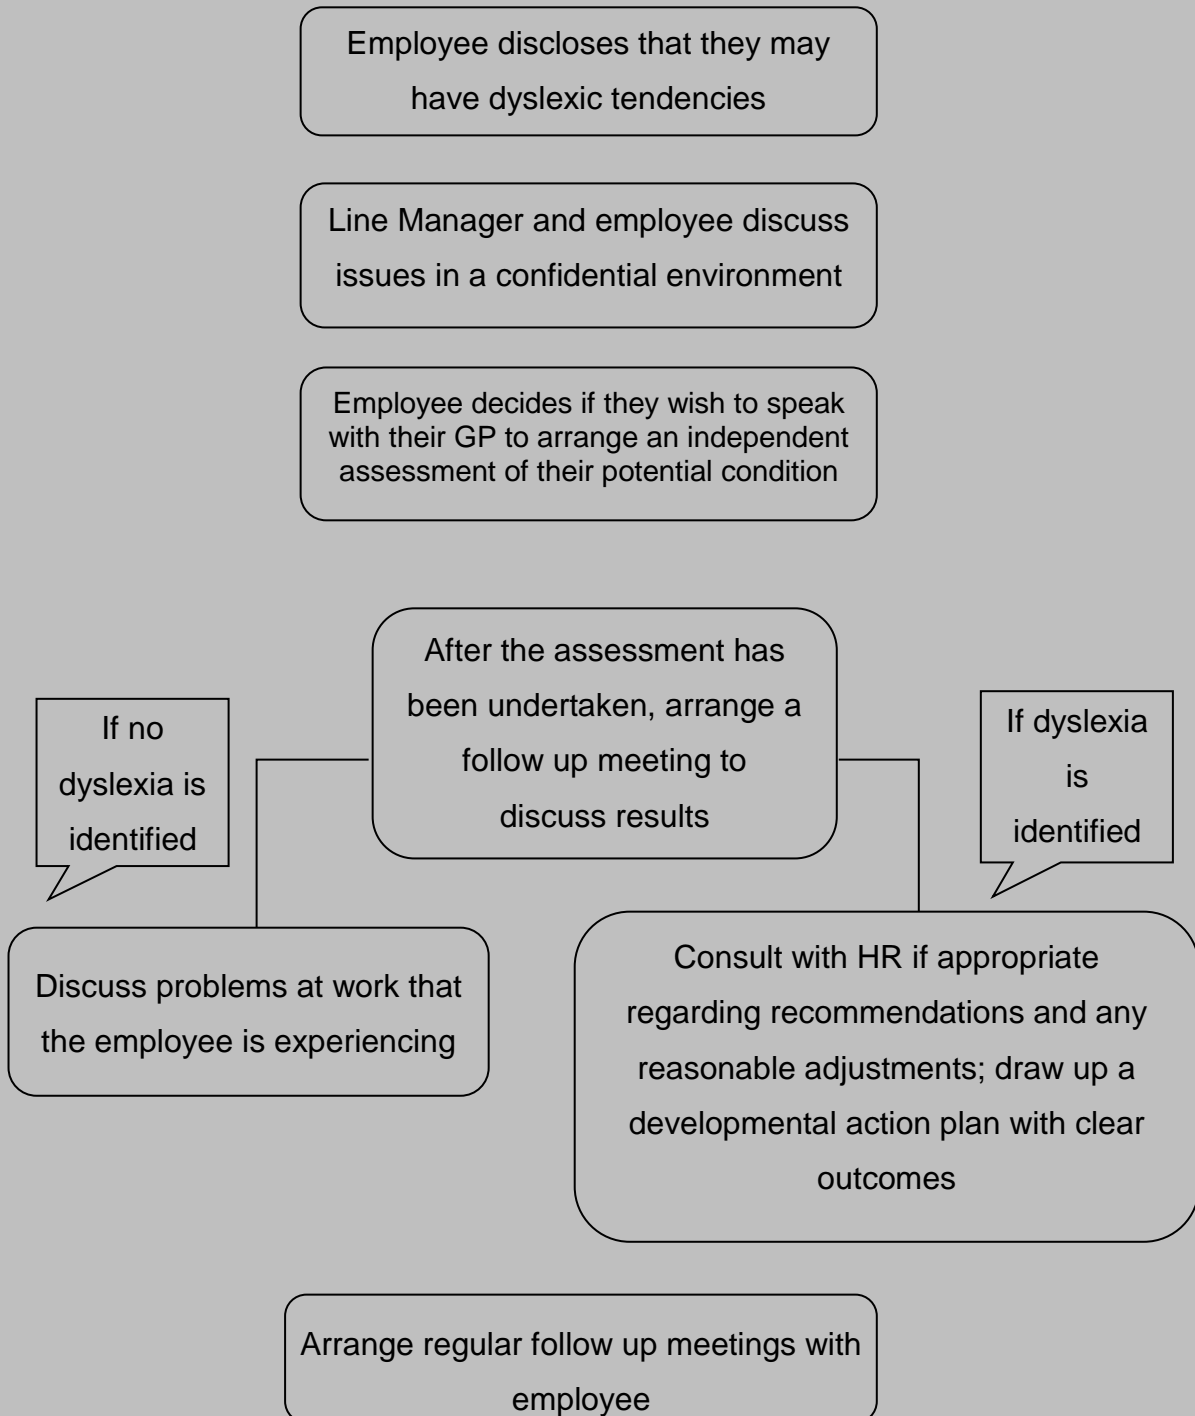 Employee discloses that they may
have dyslexic tendencies
Line Manager and employee discuss
issues in a confidential environment
Employee decides if they wish to speak
with their GP to arrange an independent
assessment of their potential condition
After the assessment has
been undertaken, arrange a
follow up meeting to
discuss results
If no
dyslexia is
identified
If dyslexia
is
identified
Discuss problems at work that
the employee is experiencing
Consult with HR if appropriate
regarding recommendations and any
reasonable adjustments; draw up a
developmental action plan with clear
outcomes
Arrange regular follow up meetings with
employee